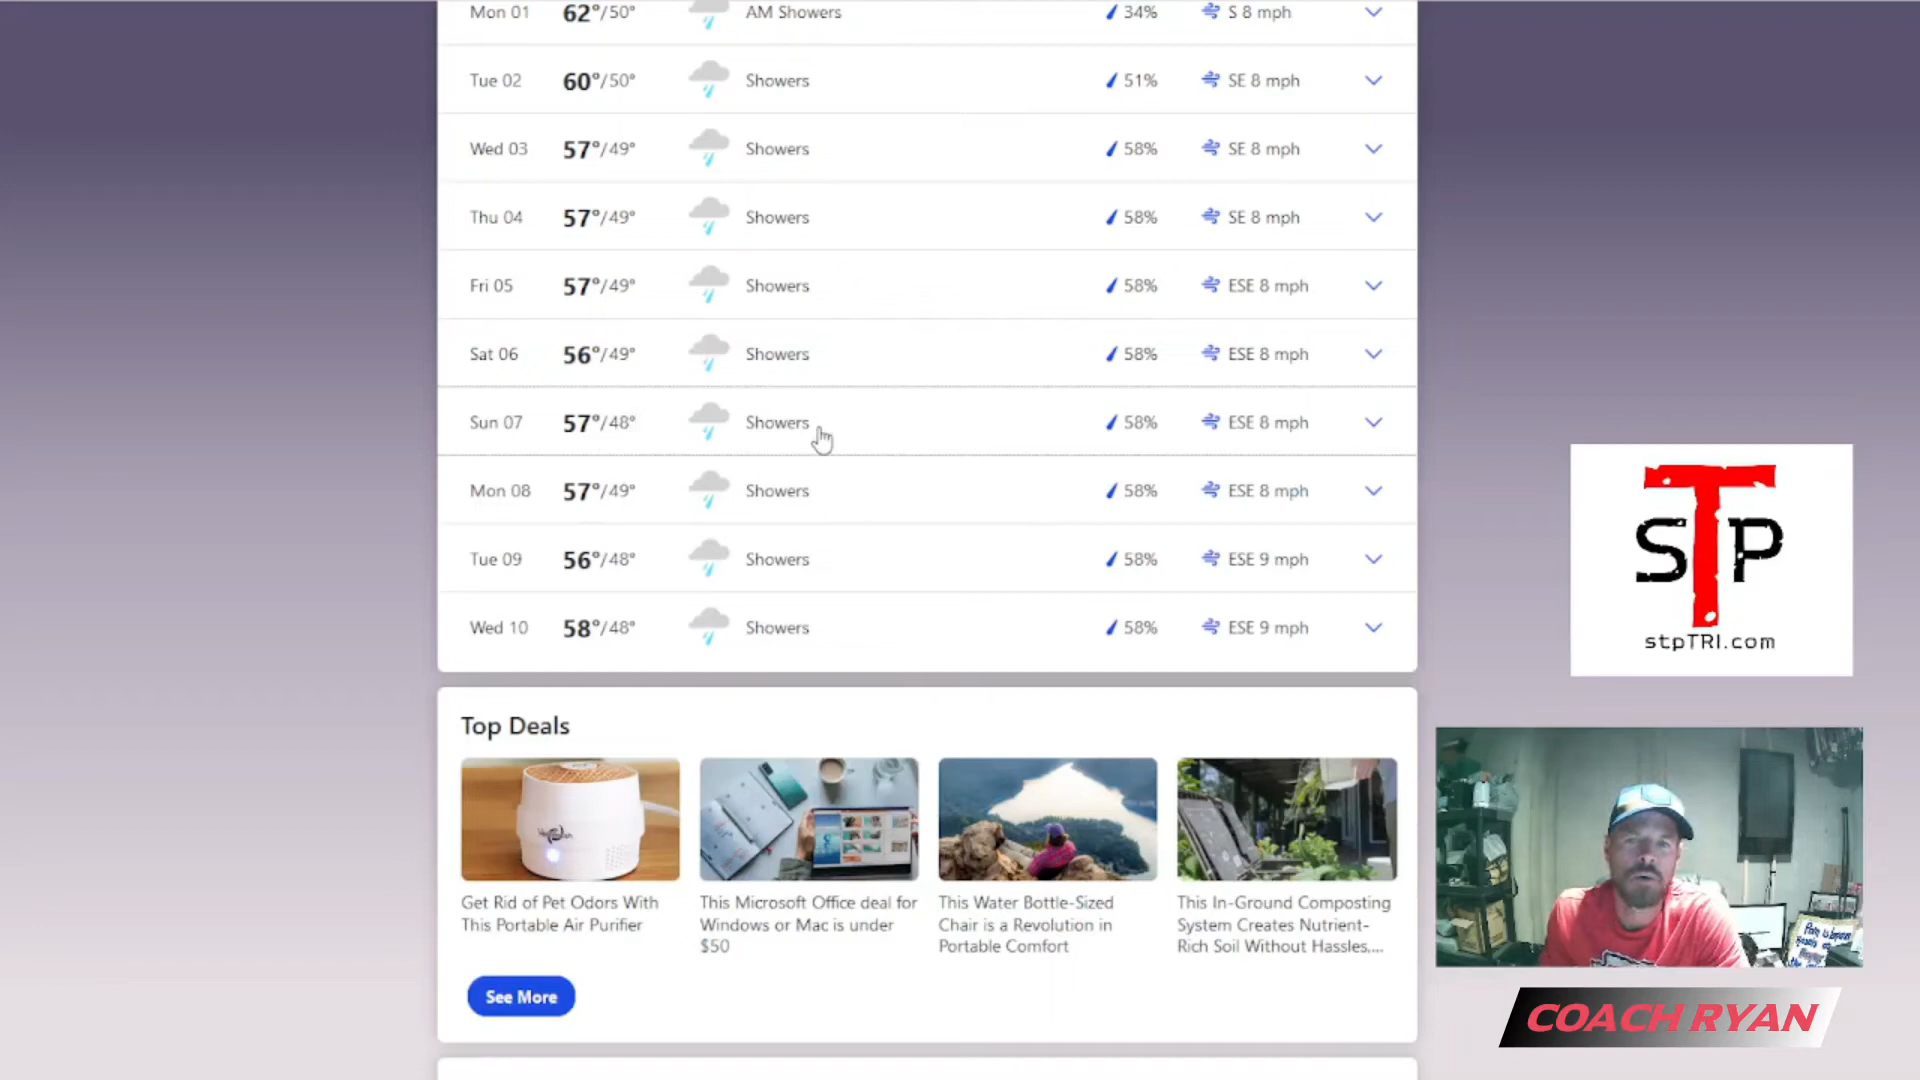 Mon 01 62°/50° AM Showers 34% S 8 mph
Tue 02 60°/50° Showers 51% SE 8 mph
Wed 03 57°/49° Showers 58% SE 8 mph
Thu 04 57°/49° Showers 58% SE 8 mph
Fri 05 57°/49° Showers 58% ESE 8 mph
Sat 06 56°/49° Showers 58% ESE 8 mph
Sun 07 57°/48° Showers 58% ESE 8 mph
Mon 08 57°/49° Showers 58% ESE 8 mph
Tue 09 56°/48° Showers 58% ESE 9 mph
Wed 10 58°/48° Showers 58% ESE 9 mph
Top Deals
Get Rid of Pet Odors With
This Portable Air Purifier
This Microsoft Office deal for
Windows or Mac is under
$50
This Water Bottle-Sized
Chair is a Revolution in
Portable Comfort
This In-Ground Composting
System Creates Nutrient-
Rich Soil Without Hassles,...
See More
STP
stpTRI.com
COACH RYAN